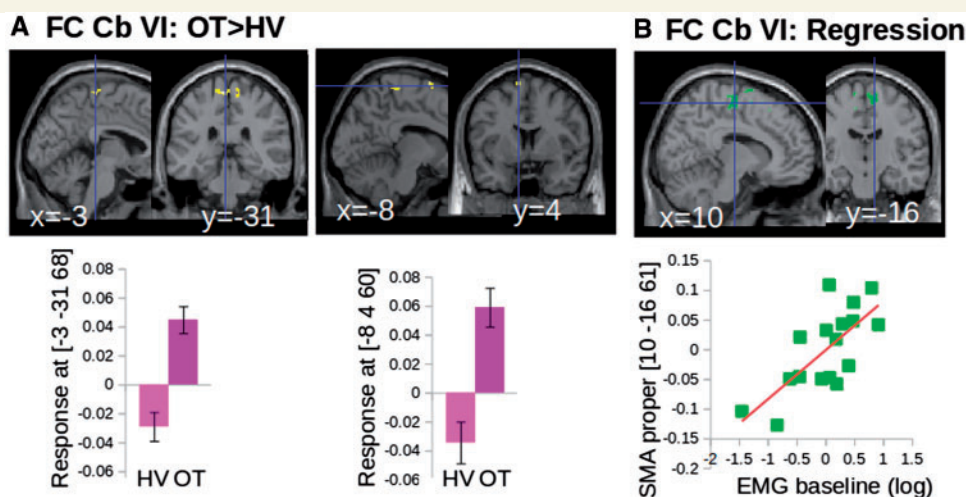 A FC Cb VI: OT>HV
x=-3
y=-31
x=-8
y=4
Response at [-3 -31 68]
0.08
0.06
0.04
0.02
0
-0.02
-0.04
-0.06
HV OT
Response at [-8 4 60]
0.08
0.06
0.04
0.02
0
-0.02
-0.04
-0.06
HV OT
B FC Cb VI: Regression
x=10
y=-16
SMA proper [10 -16 61]
0.15
0.1
0.05
0
-0.05
-0.1
-0.15
-0.2
-2 -1.5 -1 -0.5 0 0.5 1 1.5
EMG baseline (log)